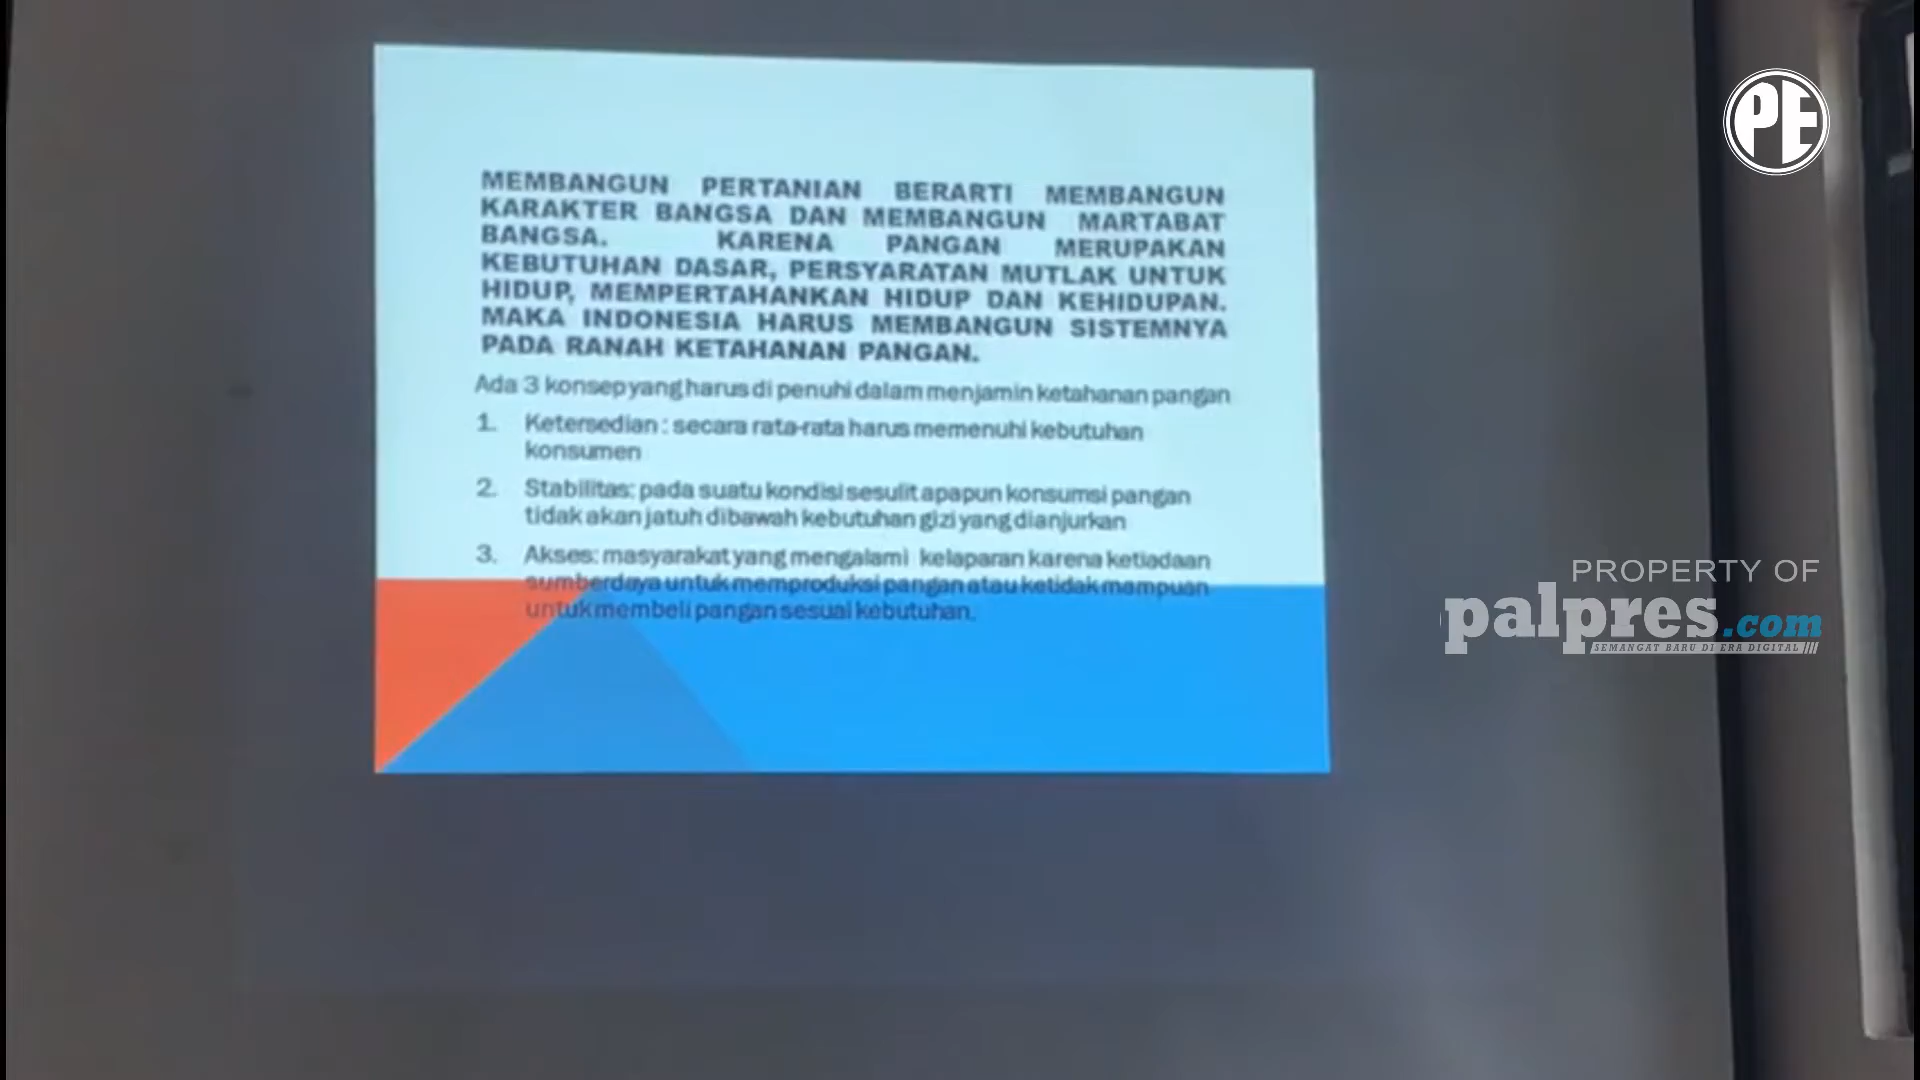 PE
MEMBANGUN PERTANIAN BERARTI MEMBANGUN
KARAKTER BANGSA DAN MEMBANGUN MARTABAT
BANGSA. KARENA PANGAN MERUPAKAN
KEBUTUHAN DASAR, PERSYARATAN MUTLAK UNTUK
HIDUP, MEMPERTAHANKAN HIDUP DAN KEHIDUPAN.
MAKA INDONESIA HARUS MEMBANGUN SISTEMNYA
PADA RANAH KETAHANAN PANGAN.
Ada 3 konsep yang harus di penuhi dalam menjamin ketahanan pangan
1. Ketersedian : secara rata-rata harus memenuhi kebutuhan
konsumen
2. Stabilitas: pada suatu kondisi sesulit apapun konsumsi pangan
tidak akan jatuh dibawah kebutuhan gizi yang dianjurkan
3. Akses: masyarakat yang mengalami kelaparan karena ketiadaan
sumberdaya untuk memproduksi pangan atau ketidak mampuan
untuk membeli pangan sesuai kebutuhan.
PROPERTY OF
palpres.com
SEMANGAT BARU DI ERA DIGITAL